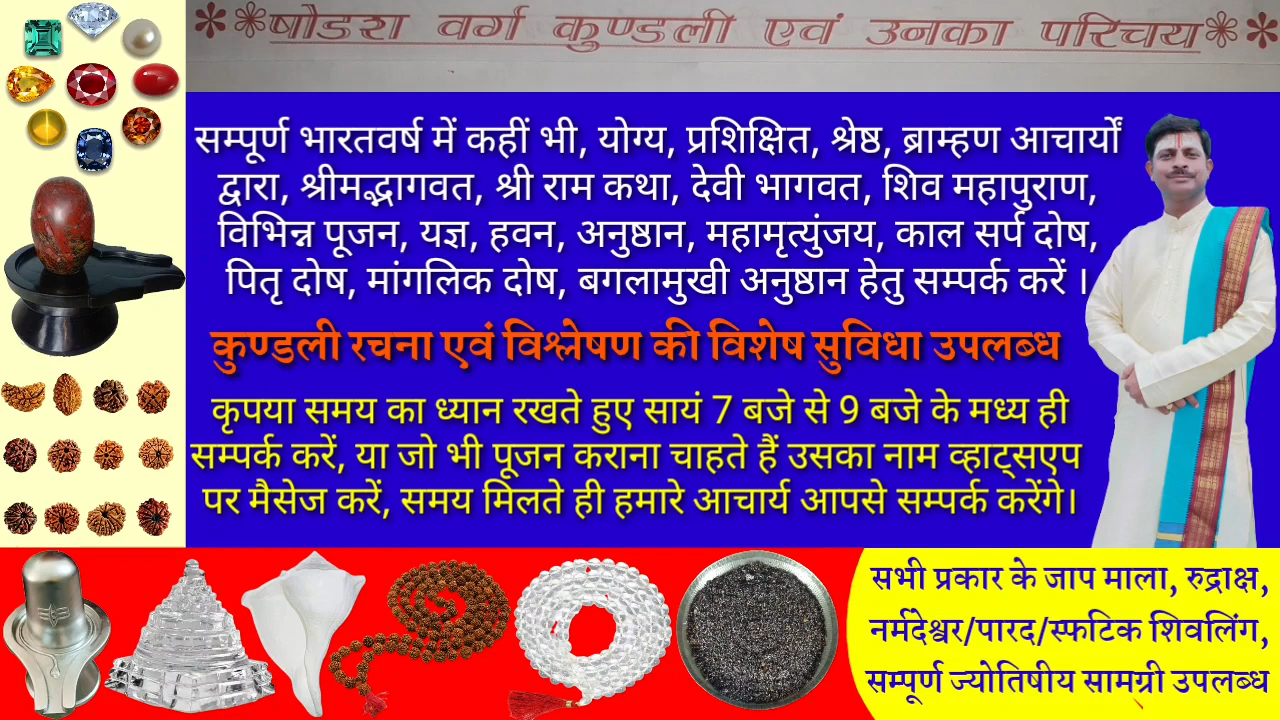 षोडश वर्ग कुण्डली एवं उनका परिचय
सम्पूर्ण भारतवर्ष में कहीं भी, योग्य, प्रशिक्षित, श्रेष्ठ, ब्राम्हण आचार्यों
द्वारा, श्रीमद्भागवत, श्री राम कथा, देवी भागवत, शिव महापुराण,
विभिन्न पूजन, यज्ञ, हवन, अनुष्ठान, महामृत्युंजय, काल सर्प दोष,
पितृ दोष, मांगलिक दोष, बगलामुखी अनुष्ठान हेतु सम्पर्क करें ।
कुण्डली रचना एवं विश्लेषण की विशेष सुविधा उपलब्ध
कृपया समय का ध्यान रखते हुए सायं 7 बजे से 9 बजे के मध्य ही
सम्पर्क करें, या जो भी पूजन कराना चाहते हैं उसका नाम व्हाट्सएप
पर मैसेज करें, समय मिलते ही हमारे आचार्य आपसे सम्पर्क करेंगे।
सभी प्रकार के जाप माला, रुद्राक्ष,
नर्मदेश्वर/पारद/स्फटिक शिवलिंग,
सम्पूर्ण ज्योतिषीय सामग्री उपलब्ध